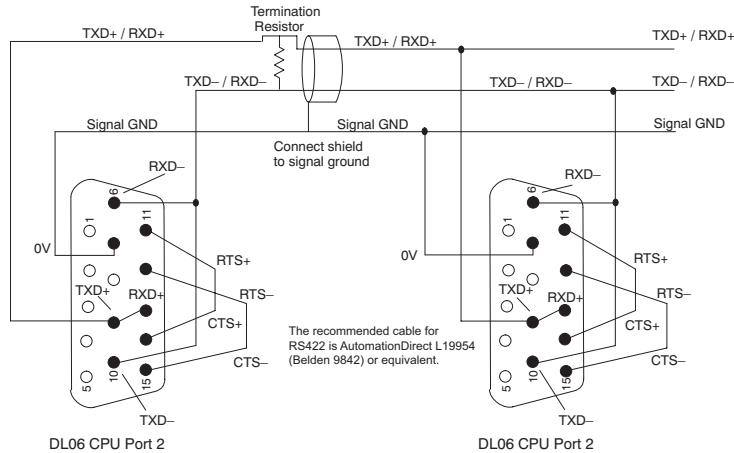 Termination
Resistor
TXD+ / RXD+
TXD+ / RXD+
TXD+ / RXD+
TXD– / RXD–
TXD– / RXD–
TXD– / RXD–
Signal GND
Signal GND
Signal GND
Connect shield
to signal ground
RXD–
RXD–
6
11
1
6
11
1
0V
0V
RTS+
RTS+
TXD+
RXD+
RTS–
TXD+
RXD+
RTS–
CTS+
CTS+
The recommended cable for
RS422 is AutomationDirect L19954
(Belden 9842) or equivalent.
CTS–
CTS–
5
10
15
5
10
15
TXD–
TXD–
DL06 CPU Port 2
DL06 CPU Port 2